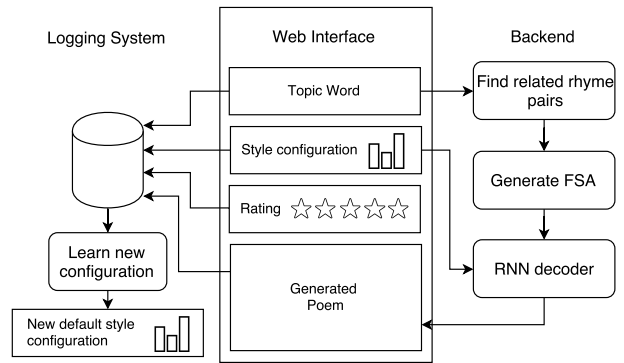 Logging System
Web Interface
Backend
Topic Word
Find related rhyme
pairs
Style configuration
Generate FSA
Rating
Learn new
configuration
RNN decoder
Generated
Poem
New default style
configuration